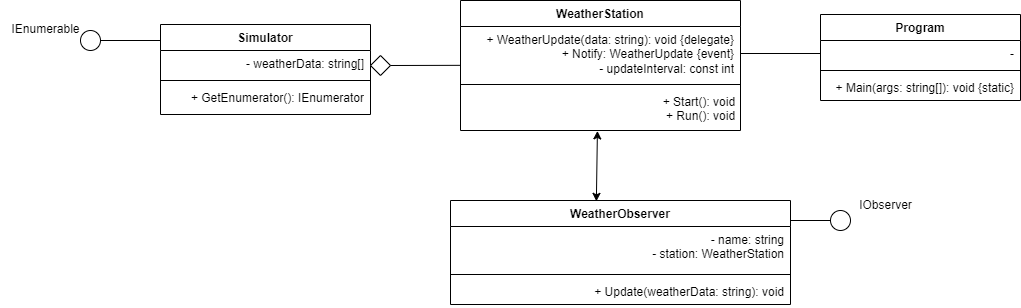 IEnumerable
Simulator
- weatherData: string[]
+ GetEnumerator(): IEnumerator
WeatherStation
+ WeatherUpdate(data: string): void {delegate}
+ Notify: WeatherUpdate {event}
- updateInterval: const int
+ Start(): void
+ Run(): void
Program
-
+ Main(args: string[]): void {static}
WeatherObserver
- name: string
- station: WeatherStation
+ Update(weatherData: string): void
IObserver